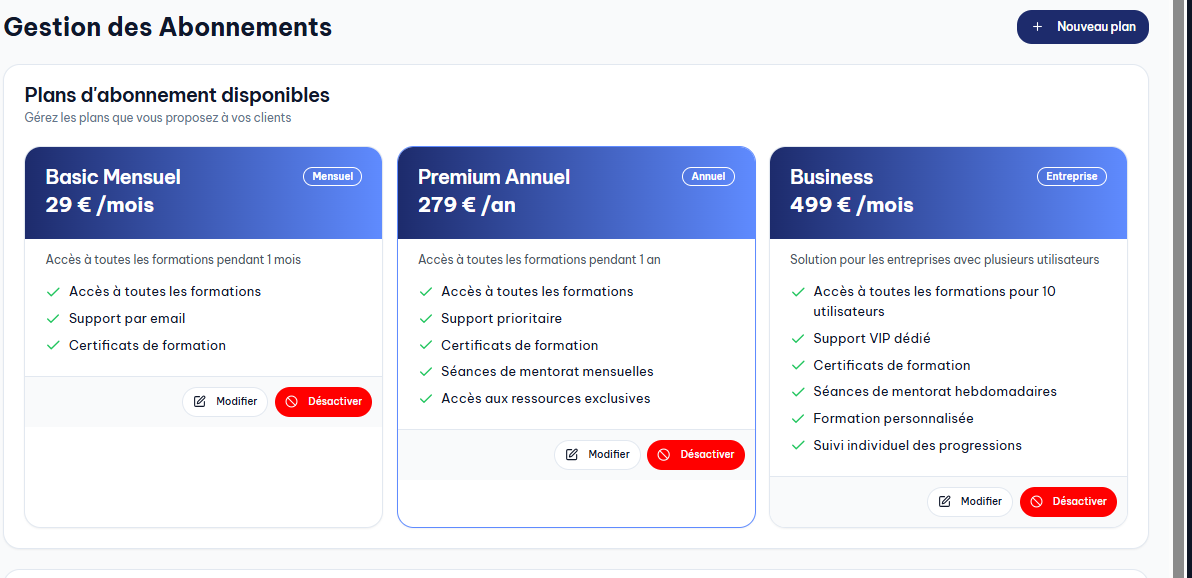 Gestion des Abonnements
Nouveau plan
Plans d'abonnement disponibles
Gérez les plans que vous proposez à vos clients
Basic Mensuel
Mensuel
29 € /mois
Accès à toutes les formations pendant 1 mois
Accès à toutes les formations
Support par email
Certificats de formation
Modifier
Désactiver
Premium Annuel
Annuel
279 € /an
Accès à toutes les formations pendant 1 an
Accès à toutes les formations
Support prioritaire
Certificats de formation
Séances de mentorat mensuelles
Accès aux ressources exclusives
Modifier
Désactiver
Business
Entreprise
499 € /mois
Solution pour les entreprises avec plusieurs utilisateurs
Accès à toutes les formations pour 10
utilisateurs
Support VIP dédié
Certificats de formation
Séances de mentorat hebdomadaires
Formation personnalisée
Suivi individuel des progressions
Modifier
Désactiver